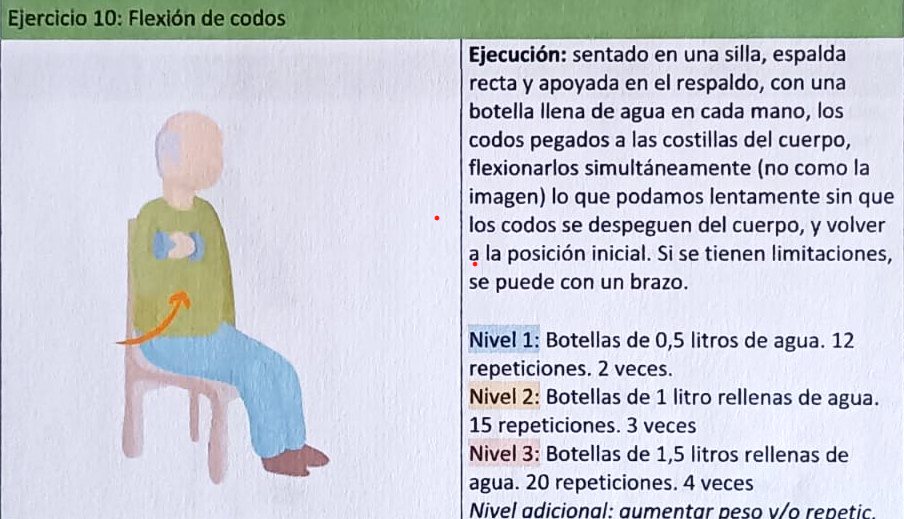 Ejercicio 10: Flexión de codos
Ejecución: sentado en una silla, espalda
recta y apoyada en el respaldo, con una
botella llena de agua en cada mano, los
codos pegados a las costillas del cuerpo,
flexionarlos simultáneamente (no como la
imagen) lo que podamos lentamente sin que
los codos se despeguen del cuerpo, y volver
a la posición inicial. Si se tienen limitaciones,
se puede con un brazo.
Nivel 1: Botellas de 0,5 litros de agua. 12
repeticiones. 2 veces.
Nivel 2: Botellas de 1 litro rellenas de agua.
15 repeticiones. 3 veces
Nivel 3: Botellas de 1,5 litros rellenas de
agua. 20 repeticiones. 4 veces
Nivel adicional: aumentar peso y/o repetic.